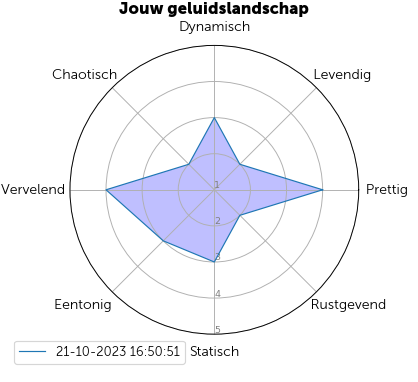 Jouw geluidslandschap
Dynamisch
Chaotisch
Levendig
Vervelend
1
Prettig
2
3
4
Eentonig
Rustgevend
5
21-10-2023 16:50:51
Statisch